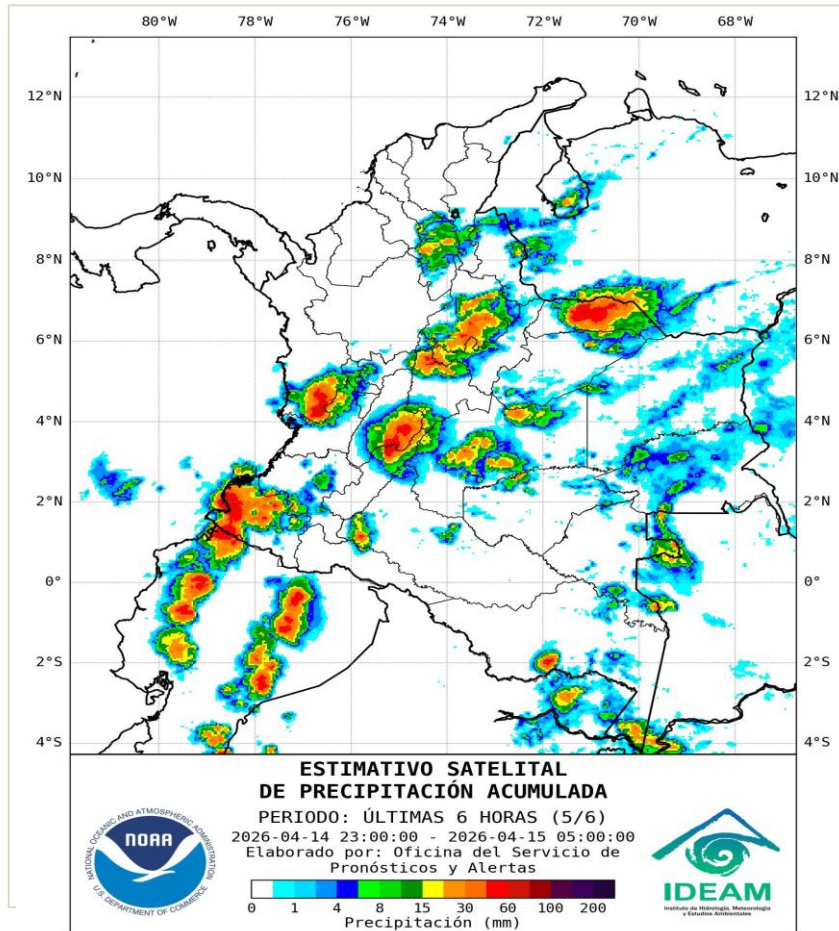 80°W 78°W 76°W 74°W 72°W 70°W 68°W
12°N 12°N
10°N 10°N
8°N 8°N
6°N 6°N
4°N 4°N
2°N 2°N
0° 0°
2°S 2°S
4°S 4°S
ESTIMATIVO SATELITAL
DE PRECIPITACIÓN ACUMULADA
PERIODO: ÚLTIMAS 6 HORAS (5/6)
2026-04-14 23:00:00 - 2026-04-15 05:00:00
Elaborado por: Oficina del Servicio de
Pronósticos y Alertas
0 1 4 8 15 30 60 100 200
Precipitación (mm)
NATIONAL OCEANIC AND ATMOSPHERIC ADMINISTRATION
NOAA
U.S. DEPARTMENT OF COMMERCE
IDEAM
Instituto de Hidrología, Meteorología
y Estudios Ambientales